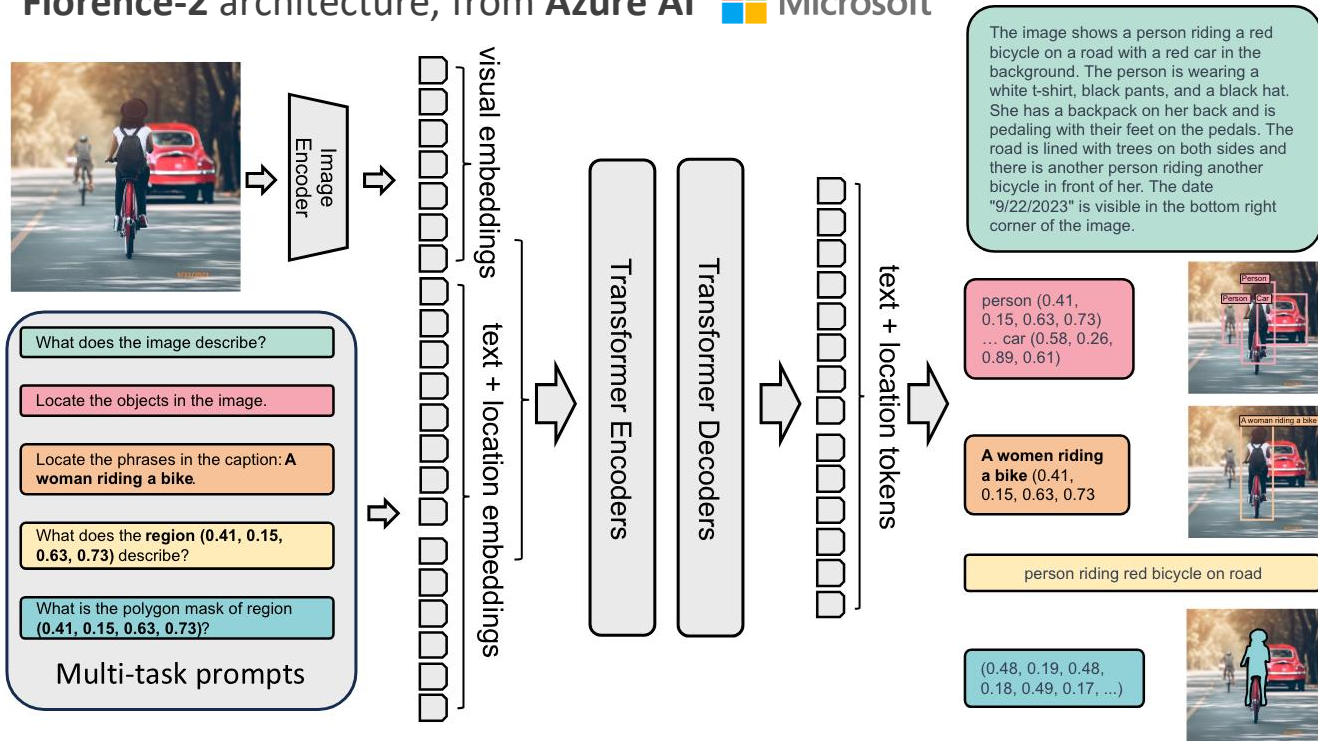 Florence-2 architecture, from Azure AI Microsoft
Image
Encoder
visual embeddings
text + location embeddings
What does the image describe?
Locate the objects in the image.
Locate the phrases in the caption: A
woman riding a bike.
What does the region (0.41, 0.15,
0.63, 0.73) describe?
What is the polygon mask of region
(0.41, 0.15, 0.63, 0.73)?
Multi-task prompts
Transformer Encoders
Transformer Decoders
text + location tokens
The image shows a person riding a red
bicycle on a road with a red car in the
background. The person is wearing a
white t-shirt, black pants, and a black hat.
She has a backpack on her back and is
pedaling with their feet on the pedals. The
road is lined with trees on both sides and
there is another person riding another
bicycle in front of her. The date
"9/22/2023" is visible in the bottom right
corner of the image.
person (0.41,
0.15, 0.63, 0.73)
… car (0.58, 0.26,
0.89, 0.61)
Person
Person Car
A women riding
a bike (0.41,
0.15, 0.63, 0.73
A woman riding a bike
person riding red bicycle on road
(0.48, 0.19, 0.48,
0.18, 0.49, 0.17, ...)